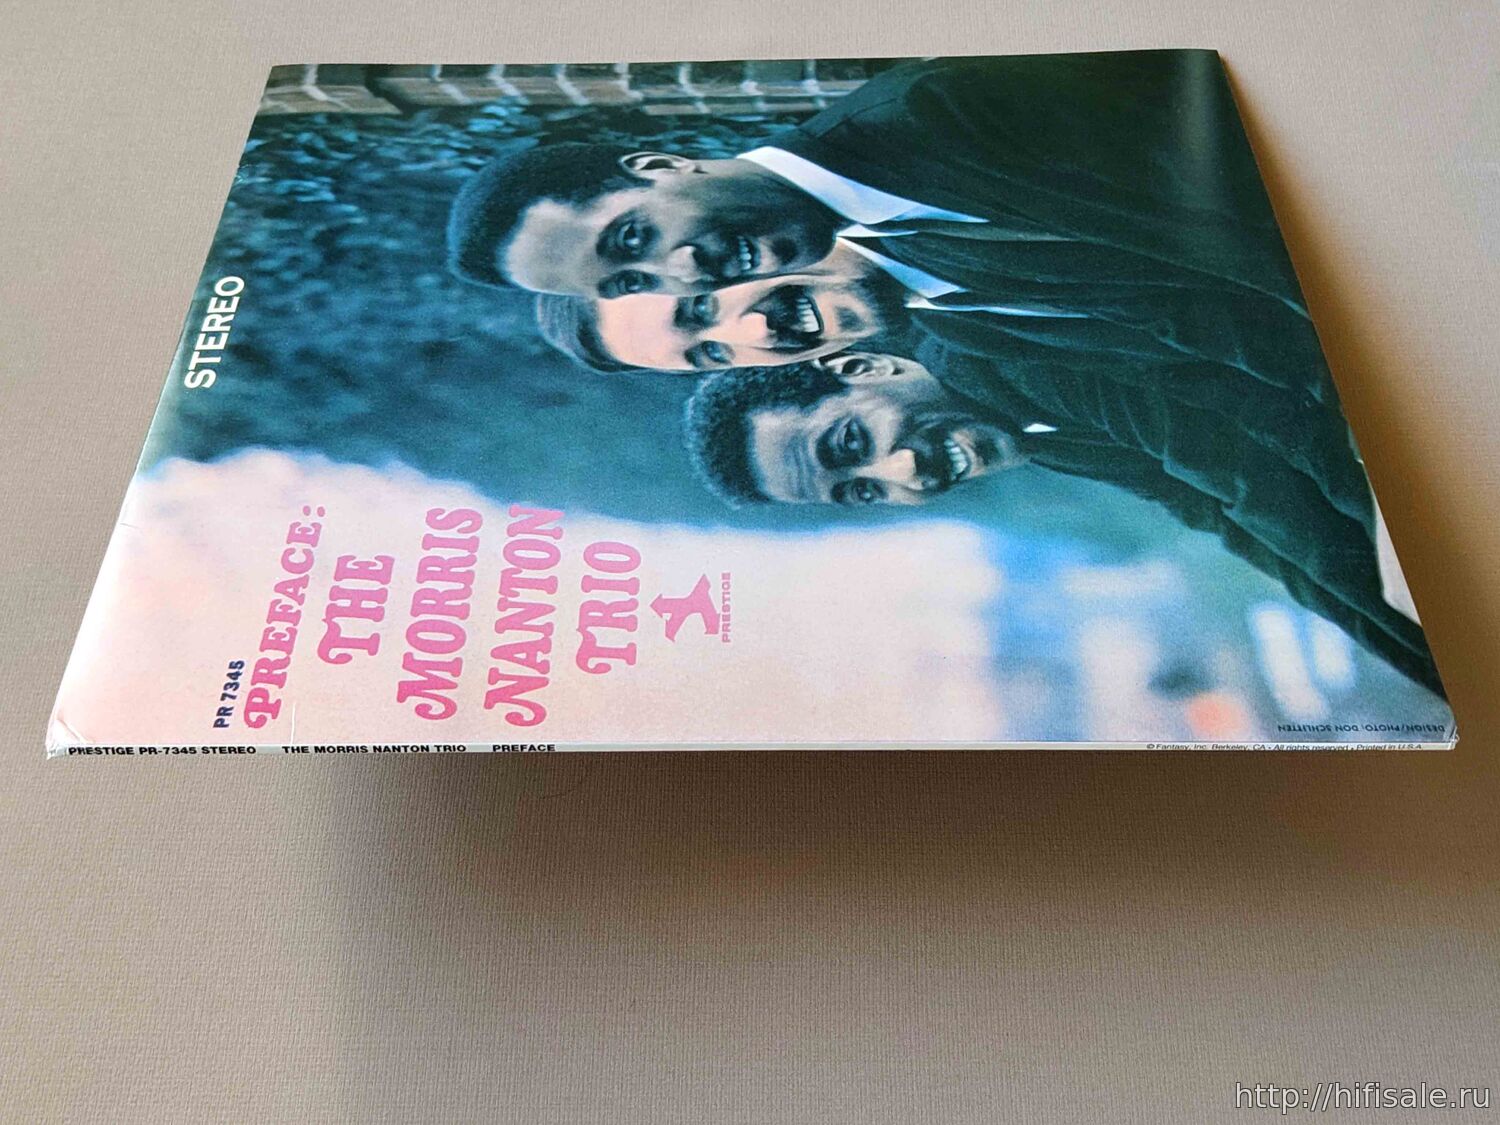 STEREO
PR 7345
PREFACE:
THE
MORRIS
NANTON
TRIO
PRESTIGE
DESIGN/PHOTO: DON SCHLITTEN
PRESTIGE PR-7345 STEREO THE MORRIS NANTON TRIO PREFACE © Fantasy, Inc. Berkeley, CA • All rights reserved • Printed in U.S.A.
http://hifisale.ru